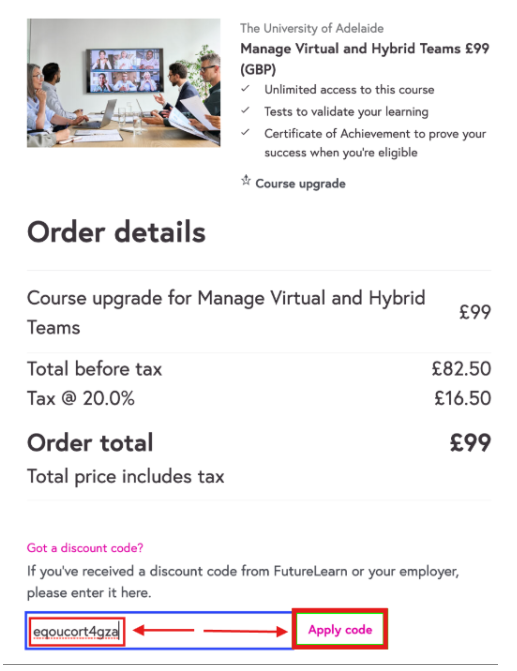 The University of Adelaide
Manage Virtual and Hybrid Teams £99
(GBP)
Unlimited access to this course
Tests to validate your learning
Certificate of Achievement to prove your
success when you're eligible
Course upgrade
Order details
Course upgrade for Manage Virtual and Hybrid
Teams
£99
Total before tax £82.50
Tax @ 20.0% £16.50
Order total £99
Total price includes tax
Got a discount code?
If you've received a discount code from FutureLearn or your employer,
please enter it here.
eqoucort4gza Apply code